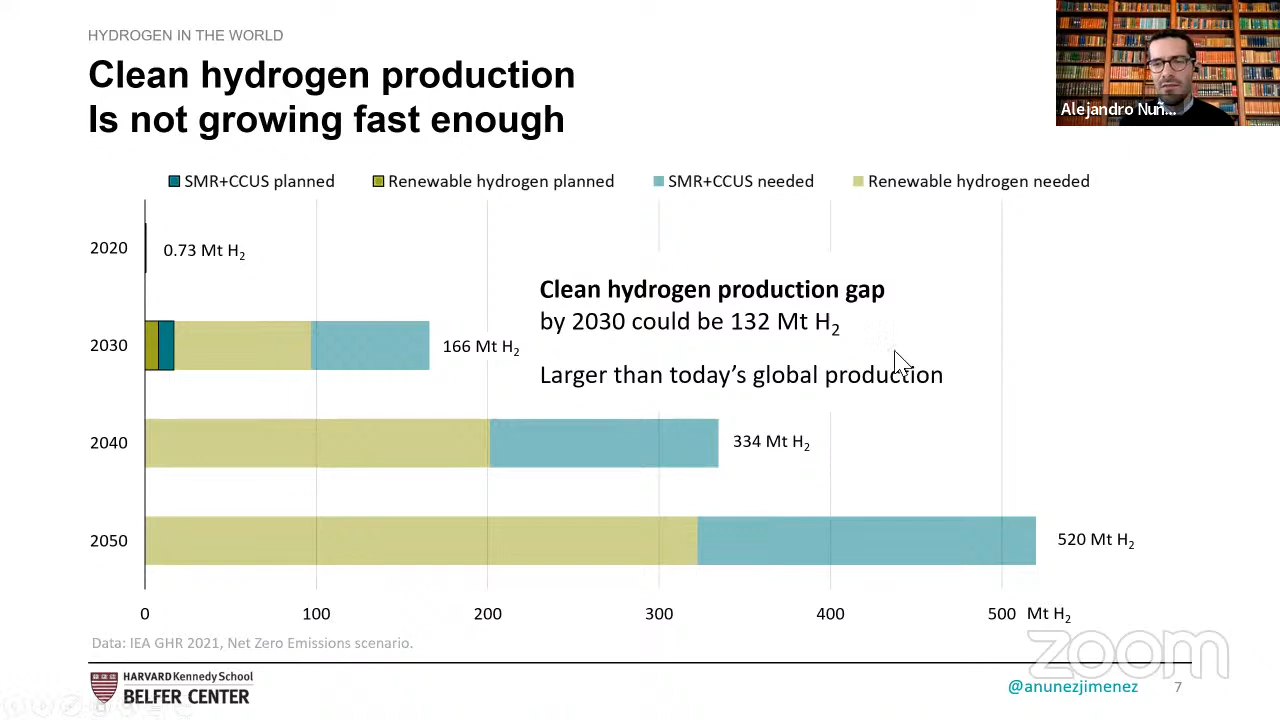 HYDROGEN IN THE WORLD
Clean hydrogen production
Is not growing fast enough
Alejandro Nuñ...
SMR+CCUS planned
Renewable hydrogen planned
SMR+CCUS needed
Renewable hydrogen needed
2020
0.73 Mt H₂
Clean hydrogen production gap
by 2030 could be 132 Mt H₂
2030
166 Mt H₂
Larger than today’s global production
2040
334 Mt H₂
2050
520 Mt H₂
0 100 200 300 400 500 Mt H₂
Data: IEA GHR 2021, Net Zero Emissions scenario.
zoom
HARVARD Kennedy School
BELFER CENTER
@anunezjimenez
7